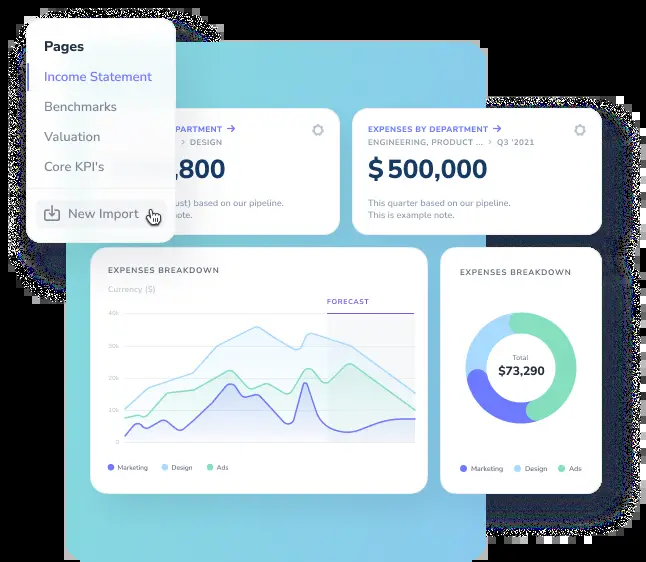 Pages
Income Statement
Benchmarks
Valuation
Core KPI's
New Import
PARTMENT →
> DESIGN
,800
ust) based on our pipeline.
note.
EXPENSES BY DEPARTMENT →
ENGINEERING, PRODUCT ... > Q3 '2021
$ 500,000
This quarter based on our pipeline.
This is example note.
EXPENSES BREAKDOWN
Currency ($)
FORECAST
40k
30k
20k
10k
0
Marketing Design Ads
EXPENSES BREAKDOWN
Total
$73,290
Marketing Design Ads